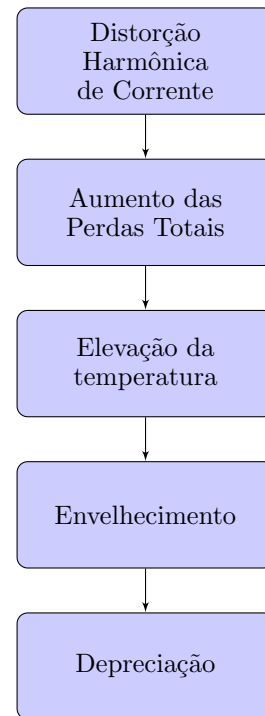 Distorção
Harmônica
de Corrente
Aumento das
Perdas Totais
Elevação da
temperatura
Envelhecimento
Depreciação